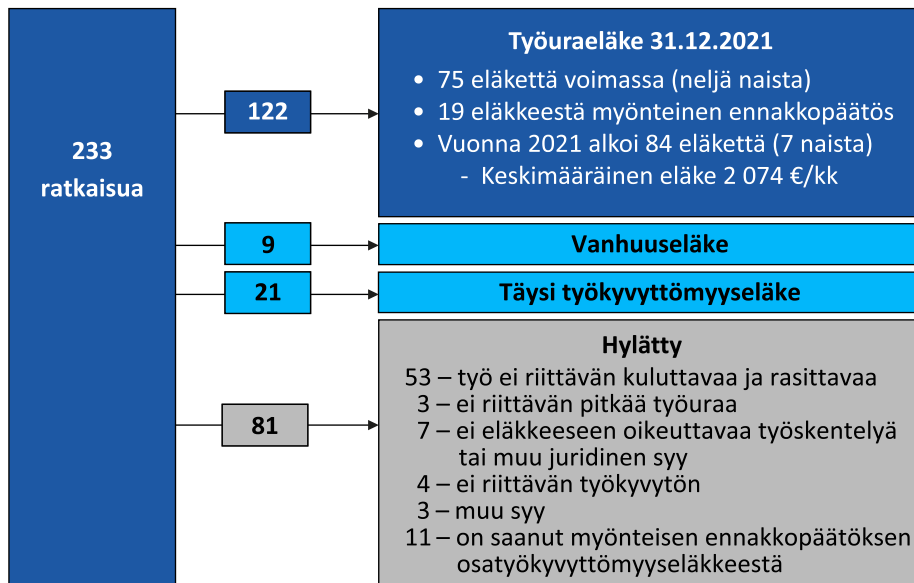 233
ratkaisua
122
Työuraeläke 31.12.2021
• 75 eläkettä voimassa (neljä naista)
• 19 eläkkeestä myönteinen ennakkopäätös
• Vuonna 2021 alkoi 84 eläkettä (7 naista)
- Keskimääräinen eläke 2 074 €/kk
9
Vanhuuseläke
21
Täysi työkyvyttömyyseläke
81
Hylätty
53 – työ ei riittävän kuluttavaa ja rasittavaa
3 – ei riittävän pitkää työuraa
7 – ei eläkkeeseen oikeuttavaa työskentelyä
tai muu juridinen syy
4 – ei riittävän työkyvytön
3 – muu syy
11 – on saanut myönteisen ennakkopäätöksen
osatyökyvyttömyyseläkkeestä